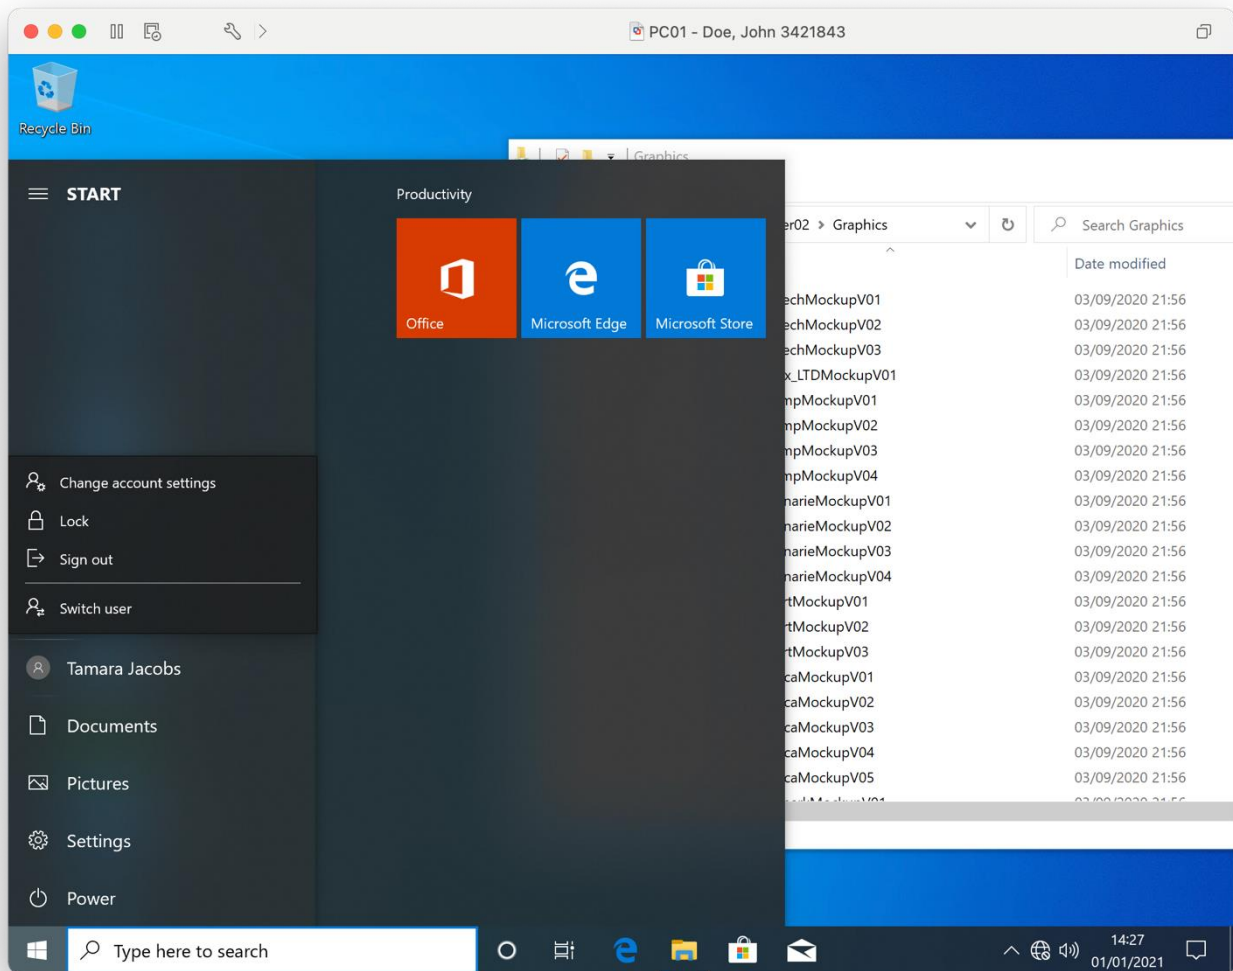 PC01 - Doe, John 3421843
Recycle Bin
Graphics
START
Productivity
Office
Microsoft Edge
Microsoft Store
er02 > Graphics
Search Graphics
Date modified
echMockupV01 03/09/2020 21:56
echMockupV02 03/09/2020 21:56
echMockupV03 03/09/2020 21:56
x_LTDMockupV01 03/09/2020 21:56
mpMockupV01 03/09/2020 21:56
mpMockupV02 03/09/2020 21:56
mpMockupV03 03/09/2020 21:56
mpMockupV04 03/09/2020 21:56
narieMockupV01 03/09/2020 21:56
narieMockupV02 03/09/2020 21:56
narieMockupV03 03/09/2020 21:56
narieMockupV04 03/09/2020 21:56
rtMockupV01 03/09/2020 21:56
rtMockupV02 03/09/2020 21:56
rtMockupV03 03/09/2020 21:56
caMockupV01 03/09/2020 21:56
caMockupV02 03/09/2020 21:56
caMockupV03 03/09/2020 21:56
caMockupV04 03/09/2020 21:56
caMockupV05 03/09/2020 21:56
Change account settings
Lock
Sign out
Switch user
Tamara Jacobs
Documents
Pictures
Settings
Power
Type here to search
14:27
01/01/2021